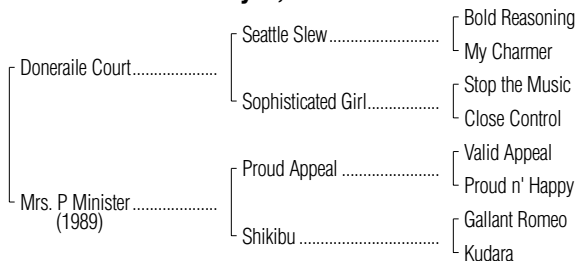 Bold Reasoning
Seattle Slew
My Charmer
Doneraile Court
Stop the Music
Sophisticated Girl
Close Control
Valid Appeal
Proud Appeal
Proud n' Happy
Mrs. P Minister
(1989)
Gallant Romeo
Shikibu
Kudara